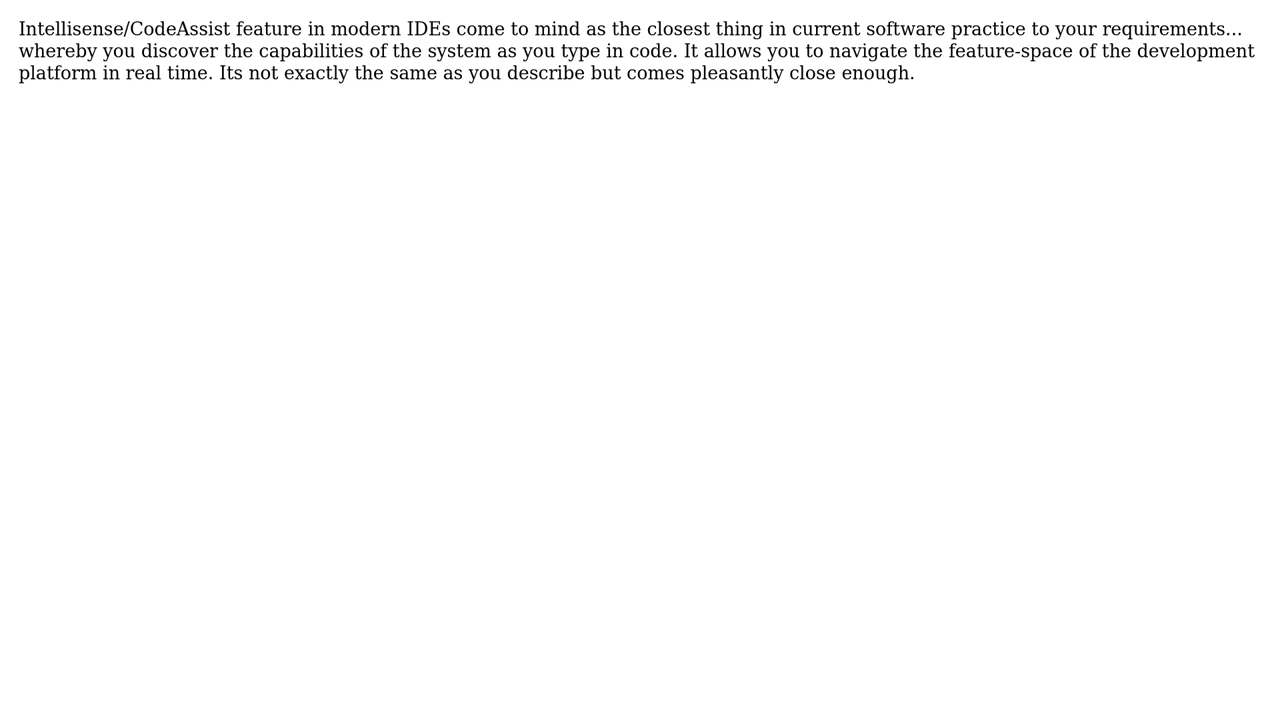 Intellisense/CodeAssist feature in modern IDEs come to mind as the closest thing in current software practice to your requirements...
whereby you discover the capabilities of the system as you type in code. It allows you to navigate the feature-space of the development
platform in real time. Its not exactly the same as you describe but comes pleasantly close enough.